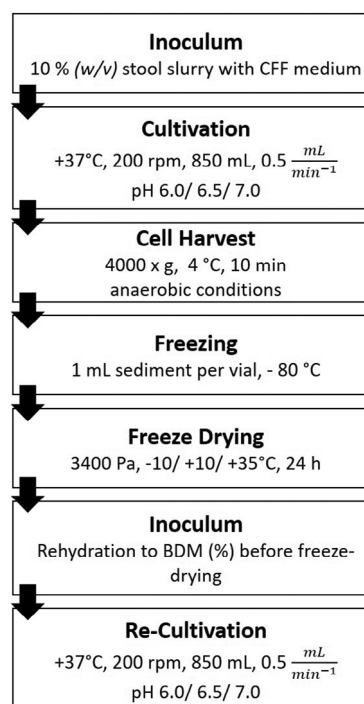 Inoculum
10 % (w/v) stool slurry with CFF medium
Cultivation
+37°C, 200 rpm, 850 mL, 0.5 mL/min⁻¹
pH 6.0/ 6.5/ 7.0
Cell Harvest
4000 x g, 4 °C, 10 min
anaerobic conditions
Freezing
1 mL sediment per vial, - 80 °C
Freeze Drying
3400 Pa, -10/ +10/ +35°C, 24 h
Inoculum
Rehydration to BDM (%) before freeze-
drying
Re-Cultivation
+37°C, 200 rpm, 850 mL, 0.5 mL/min⁻¹
pH 6.0/ 6.5/ 7.0